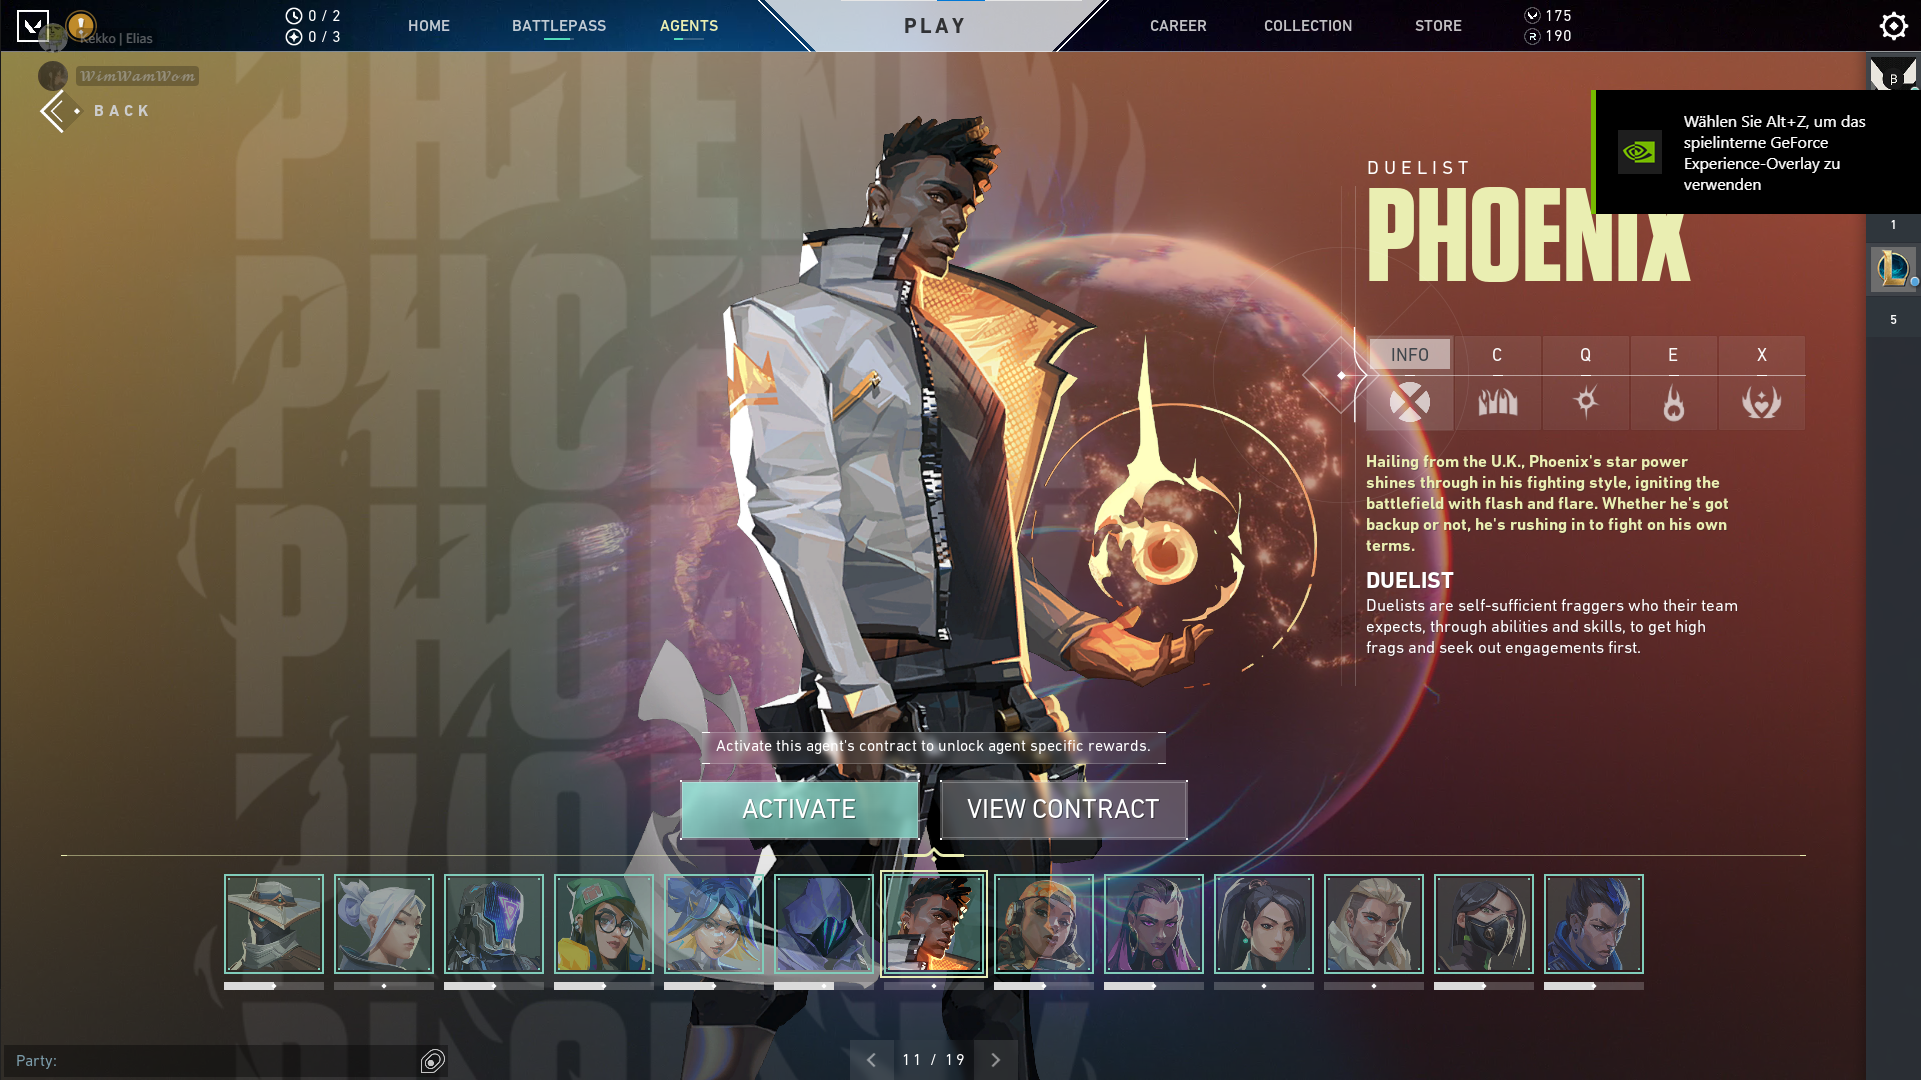 0 / 2
0 / 3
HOME
BATTLEPASS
AGENTS
PLAY
CAREER
COLLECTION
STORE
175
R 190
Kekko | Elias
WimWamWom
BACK
B
Wählen Sie Alt+Z, um das
spielinterne GeForce
Experience-Overlay zu
verwenden
1
5
DUELIST
PHOENIX
INFO
C
Q
E
X
Hailing from the U.K., Phoenix's star power
shines through in his fighting style, igniting the
battlefield with flash and flare. Whether he's got
backup or not, he's rushing in to fight on his own
terms.
DUELIST
Duelists are self-sufficient fraggers who their team
expects, through abilities and skills, to get high
frags and seek out engagements first.
PHOENIX
PHOENIX
PHOENIX
PHOENIX
Activate this agent's contract to unlock agent specific rewards.
ACTIVATE
VIEW CONTRACT
Party:
11 / 19